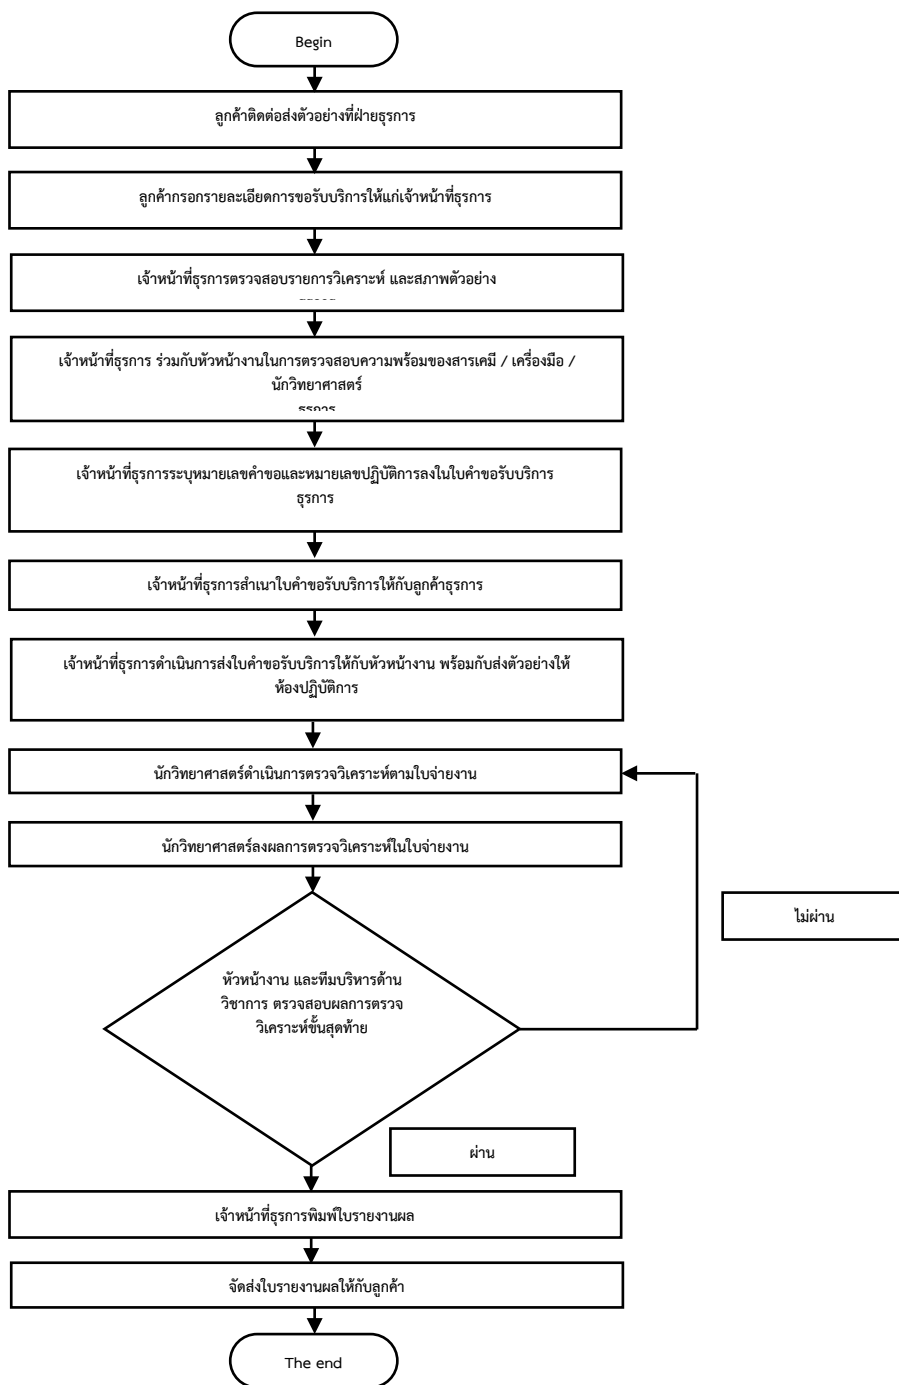 Begin
ลูกค้าติดต่อส่งตัวอย่างที่ฝ่ายธุรการ
ลูกค้ากรอกรายละเอียดการขอรับบริการให้แก่เจ้าหน้าที่ธุรการ
เจ้าหน้าที่ธุรการตรวจสอบรายการวิเคราะห์ และสภาพตัวอย่าง
เจ้าหน้าที่ธุรการ ร่วมกับหัวหน้างานในการตรวจสอบความพร้อมของสารเคมี / เครื่องมือ /
นักวิทยาศาสตร์
ธุรการ
เจ้าหน้าที่ธุรการระบุหมายเลขคำขอและหมายเลขปฏิบัติการลงในใบคำขอรับบริการ
ธุรการ
เจ้าหน้าที่ธุรการสำเนาใบคำขอรับบริการให้กับลูกค้าธุรการ
เจ้าหน้าที่ธุรการดำเนินการส่งใบคำขอรับบริการให้กับหัวหน้างาน พร้อมกับส่งตัวอย่างให้
ห้องปฏิบัติการ
นักวิทยาศาสตร์ดำเนินการตรวจวิเคราะห์ตามใบจ่ายงาน
นักวิทยาศาสตร์ลงผลการตรวจวิเคราะห์ในใบจ่ายงาน
ไม่ผ่าน
หัวหน้างาน และทีมบริหารด้าน
วิชาการ ตรวจสอบผลการตรวจ
วิเคราะห์ขั้นสุดท้าย
ผ่าน
เจ้าหน้าที่ธุรการพิมพ์ใบรายงานผล
จัดส่งใบรายงานผลให้กับลูกค้า
The end